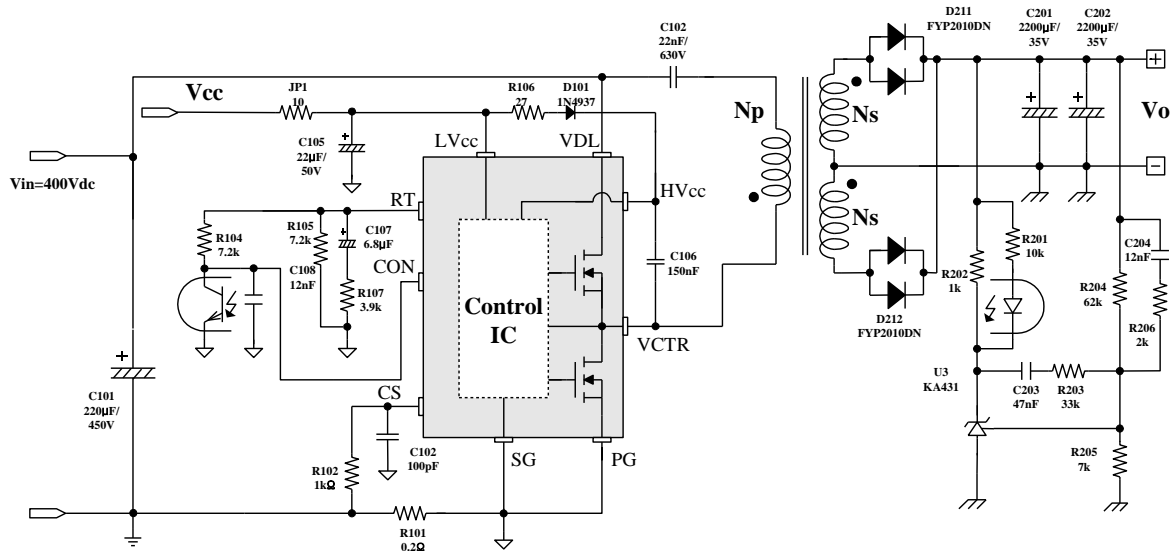 D211
FYP2010DN
C201
2200μF/
35V
C202
2200μF/
35V
C102
22nF/
630V
Vcc
JP1
10
R106
27
D101
1N4937
Np
Ns
Vo
C105
22μF/
50V
LVcc
VDL
Vin=400Vdc
HVcc
RT
R104
7.2k
R105
7.2k
C107
6.8μF
C108
12nF
CON
R107
3.9k
C106
150nF
Ns
Control
IC
VCTR
D212
FYP2010DN
R202
1k
R201
10k
C204
12nF
R204
62k
R206
2k
U3
KA431
C203
47nF
R203
33k
C101
220μF/
450V
CS
C102
100pF
R102
1kΩ
SG
PG
R205
7k
R101
0.2Ω